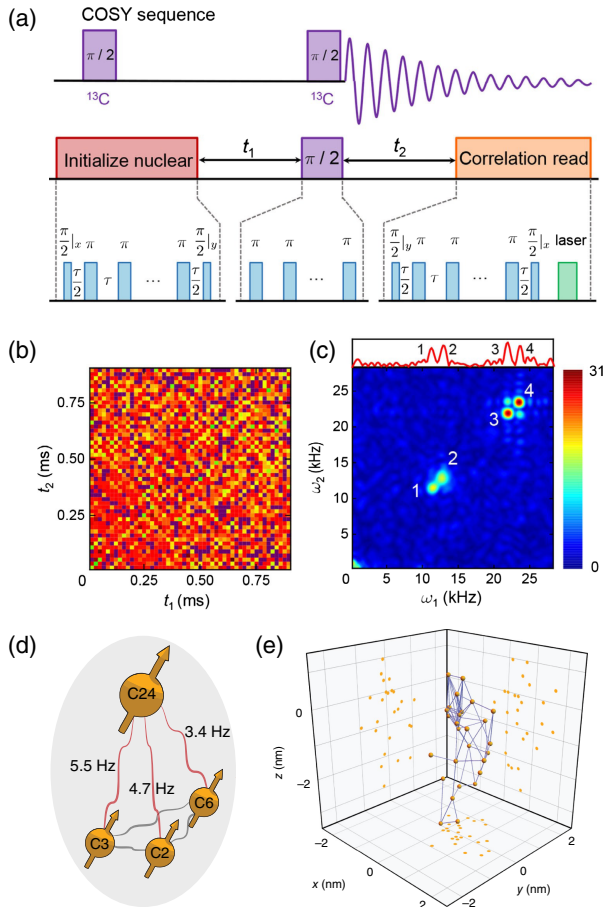 (a)
COSY sequence
π / 2
π / 2
¹³C
¹³C
Initialize nuclear
t₁
π / 2
t₂
Correlation read
π/2|x π π π π/2|y
τ/2 τ ... τ/2
π π π
...
π/2|y π π π π/2|x laser
τ/2 τ ... τ/2
(b)
t₂ (ms)
0.75
0.50
0.25
0
0.25
0.50
0.75
t₁ (ms)
(c)
1 2 3 4
ω₂ (kHz)
25
20
15
10
5
4
3
2
1
0 5 10 15 20 25
ω₁ (kHz)
31
0
(d)
C24
3.4 Hz
5.5 Hz
4.7 Hz
C6
C3
C2
(e)
z (nm)
0
−2
−2
0
2
x (nm)
−2
0
2
y (nm)